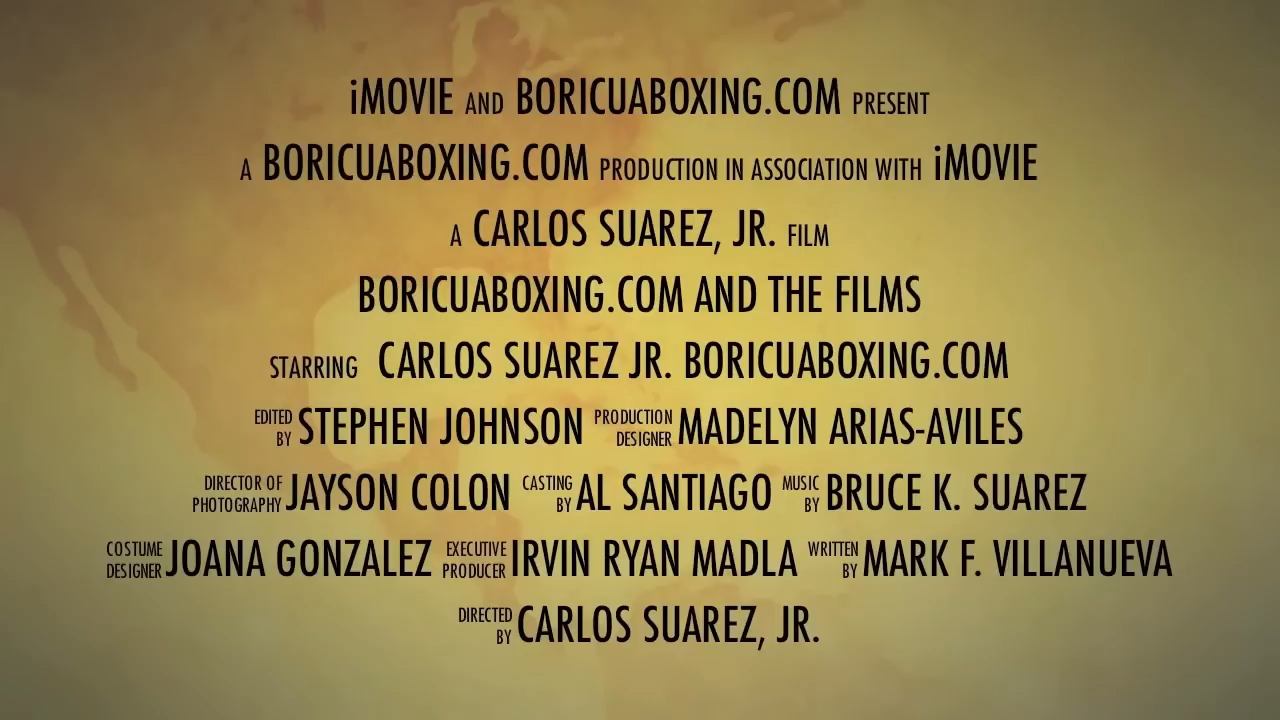 iMOVIE AND BORICUABOXING.COM PRESENT
A BORICUABOXING.COM PRODUCTION IN ASSOCIATION WITH iMOVIE
A CARLOS SUAREZ, JR. FILM
BORICUABOXING.COM AND THE FILMS
STARRING CARLOS SUAREZ JR. BORICUABOXING.COM
EDITED BY STEPHEN JOHNSON PRODUCTION DESIGNER MADELYN ARIAS-AVILES
DIRECTOR OF PHOTOGRAPHY JAYSON COLON CASTING BY AL SANTIAGO MUSIC BY BRUCE K. SUAREZ
COSTUME DESIGNER JOANA GONZALEZ EXECUTIVE PRODUCER IRVIN RYAN MADLA WRITTEN BY MARK F. VILLANUEVA
DIRECTED BY CARLOS SUAREZ, JR.